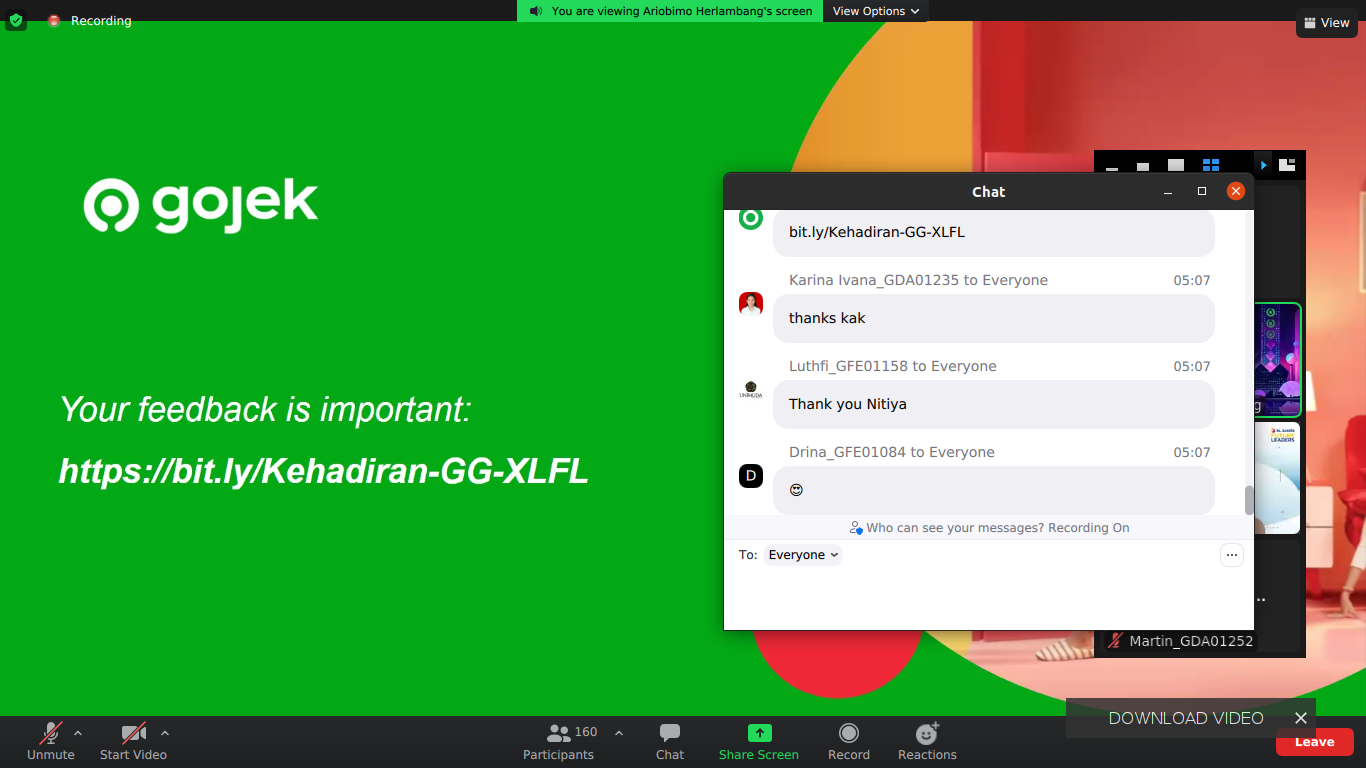 Recording
You are viewing Ariobimo Herlambang's screen
View Options
View
gojek
Your feedback is important:
https://bit.ly/Kehadiran-GG-XLFL
Chat
bit.ly/Kehadiran-GG-XLFL
Karina Ivana_GDA01235 to Everyone 05:07
thanks kak
Luthfi_GFE01158 to Everyone 05:07
Thank you Nitiya
Drina_GFE01084 to Everyone 05:07
D
😍
Who can see your messages? Recording On
To: Everyone
FUTURE
LEADERS
Martin_GDA01252
DOWNLOAD VIDEO
Unmute
Start Video
160
Participants
Chat
Share Screen
Record
Reactions
Leave